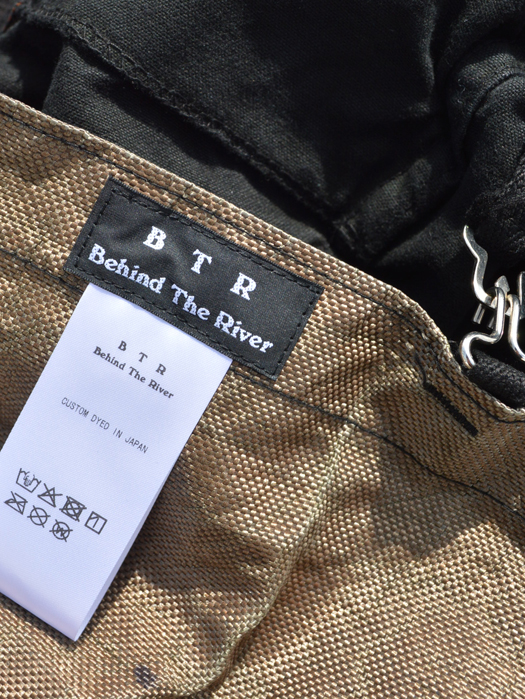 B T R
Behind The River
B T R
Behind The River
CUSTOM DYED IN JAPAN